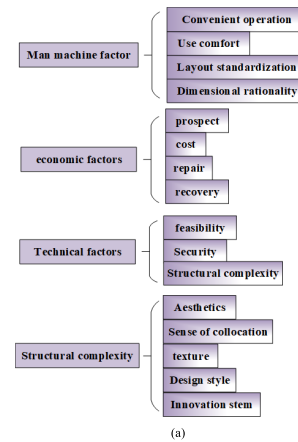 Man machine factor
Convenient operation
Use comfort
Layout standardization
Dimensional rationality
economic factors
prospect
cost
repair
recovery
Technical factors
feasibility
Security
Structural complexity
Structural complexity
Aesthetics
Sense of collocation
texture
Design style
Innovation stem
(a)